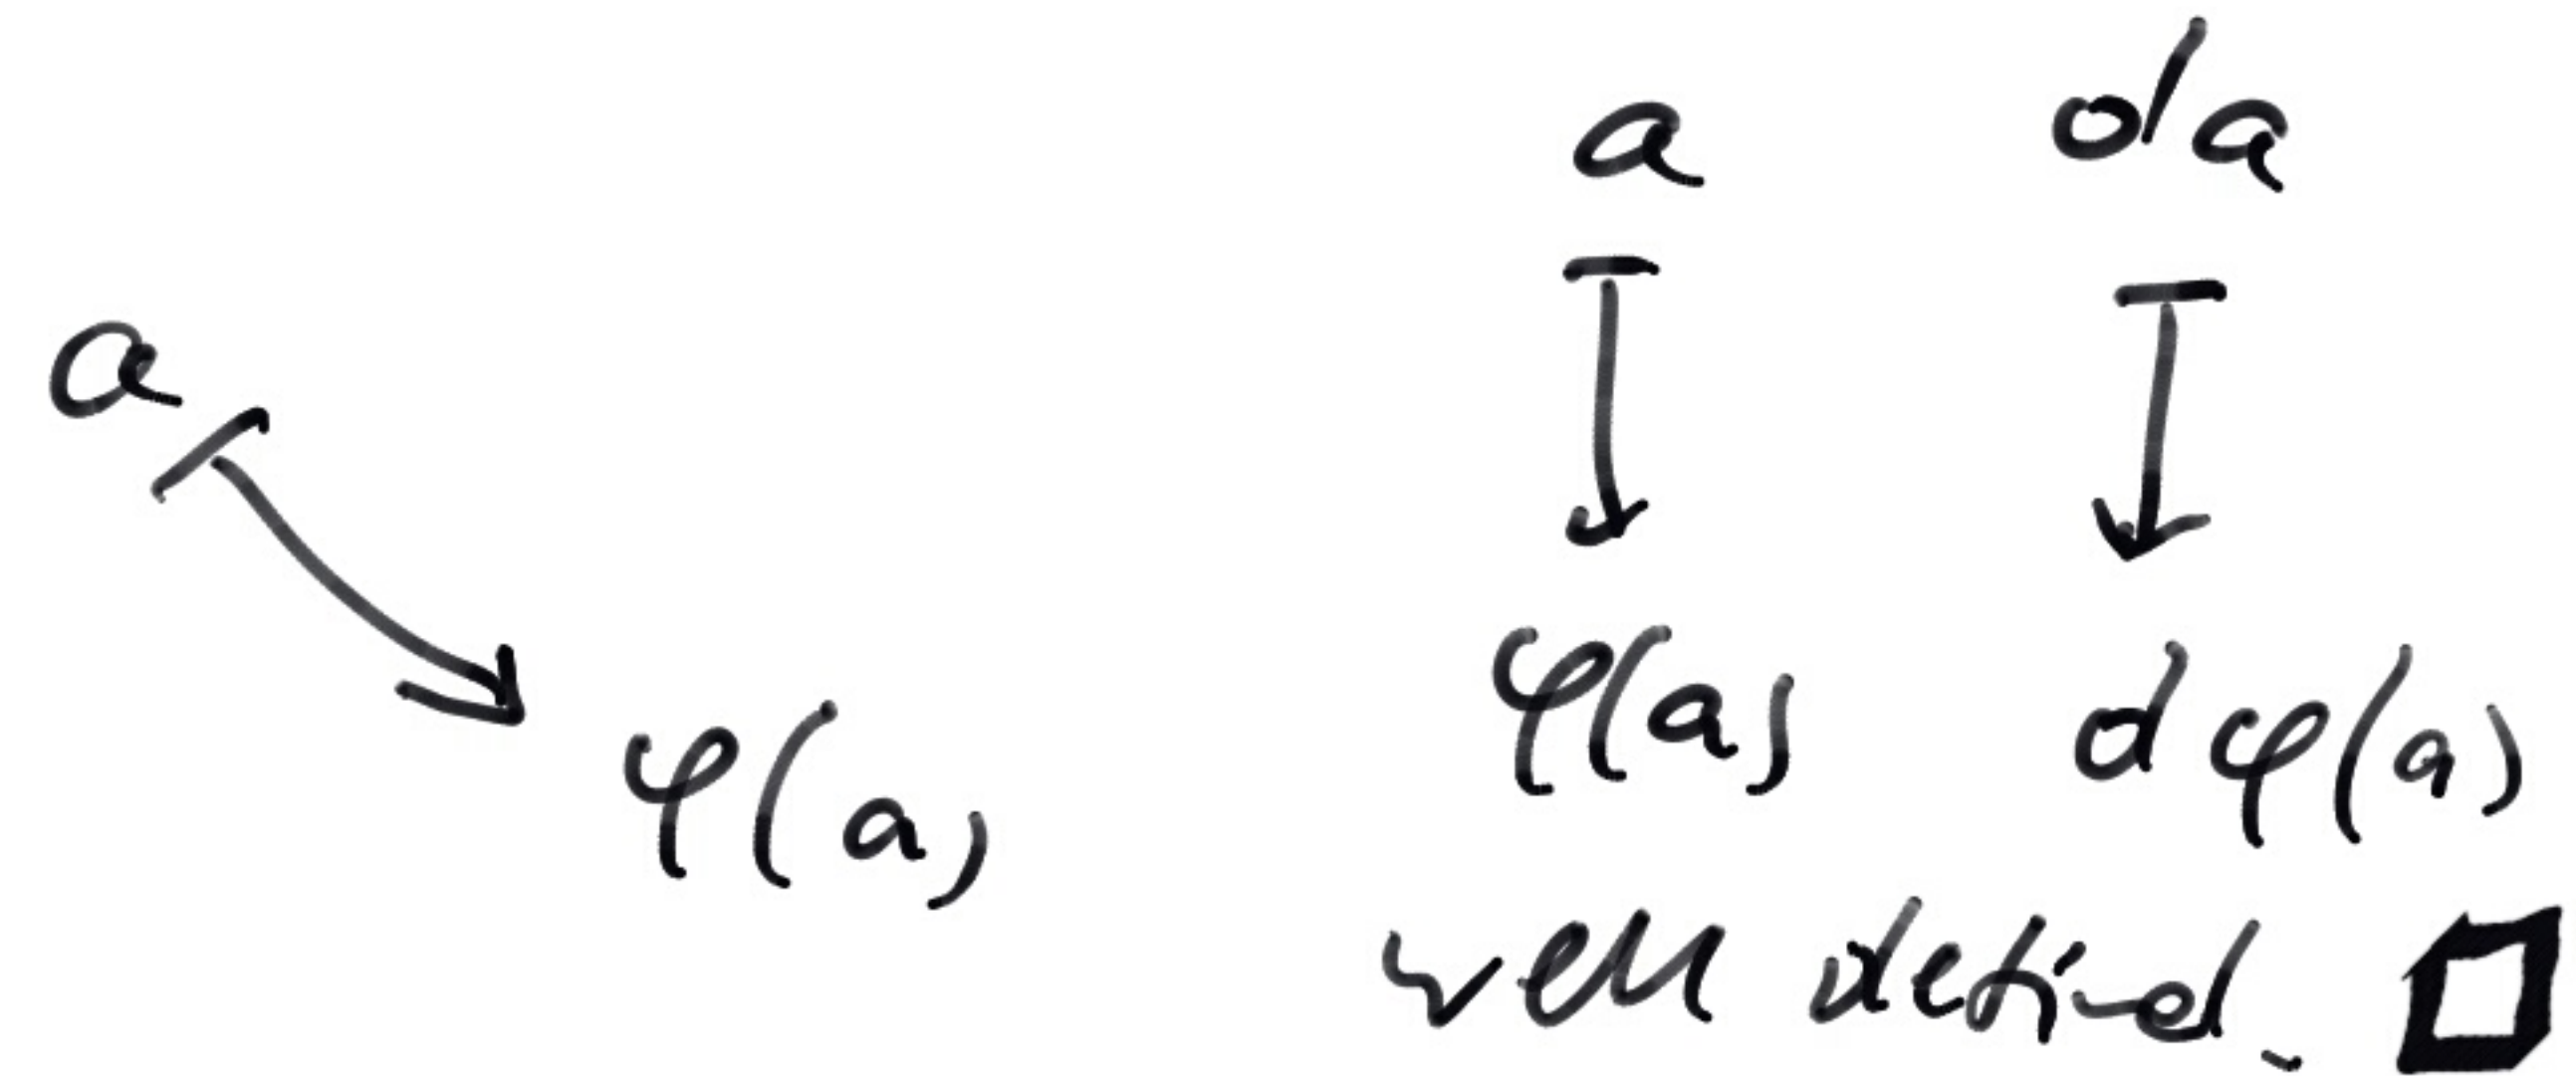 a da
a
φ(a) dφ(a)
φ(a)
well defined. □